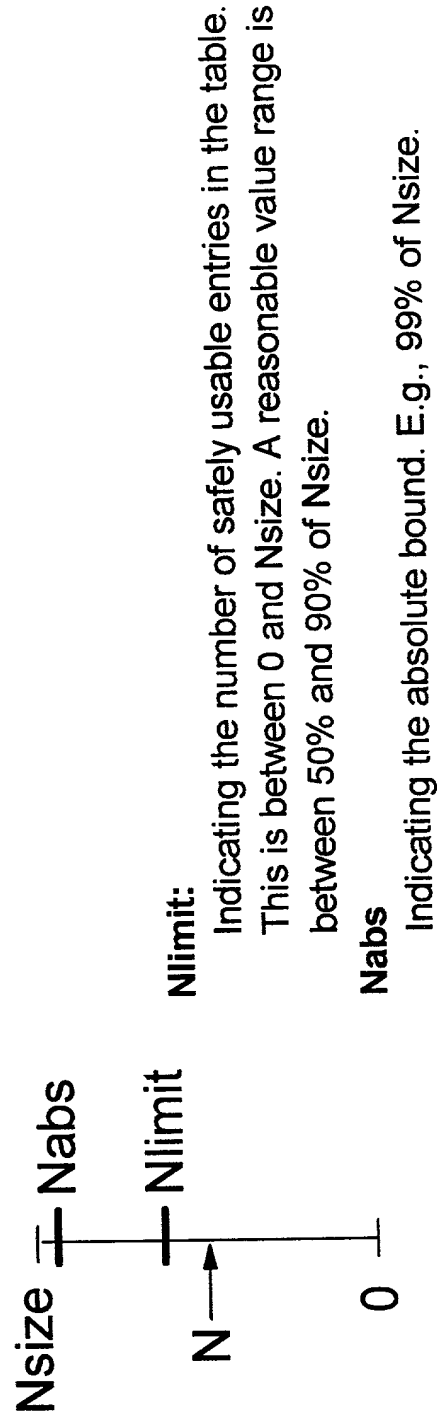 Nsize
Nabs
Nlimit
N
0
Nlimit:
Indicating the number of safely usable entries in the table.
This is between 0 and Nsize. A reasonable value range is
between 50% and 90% of Nsize.
Nabs
Indicating the absolute bound. E.g., 99% of Nsize.